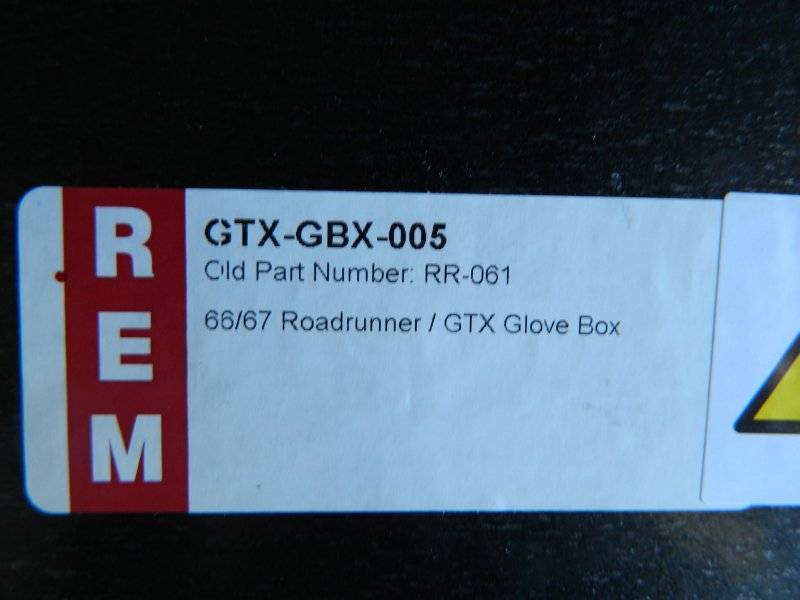 REM
GTX-GBX-005
Old Part Number: RR-061
66/67 Roadrunner / GTX Glove Box